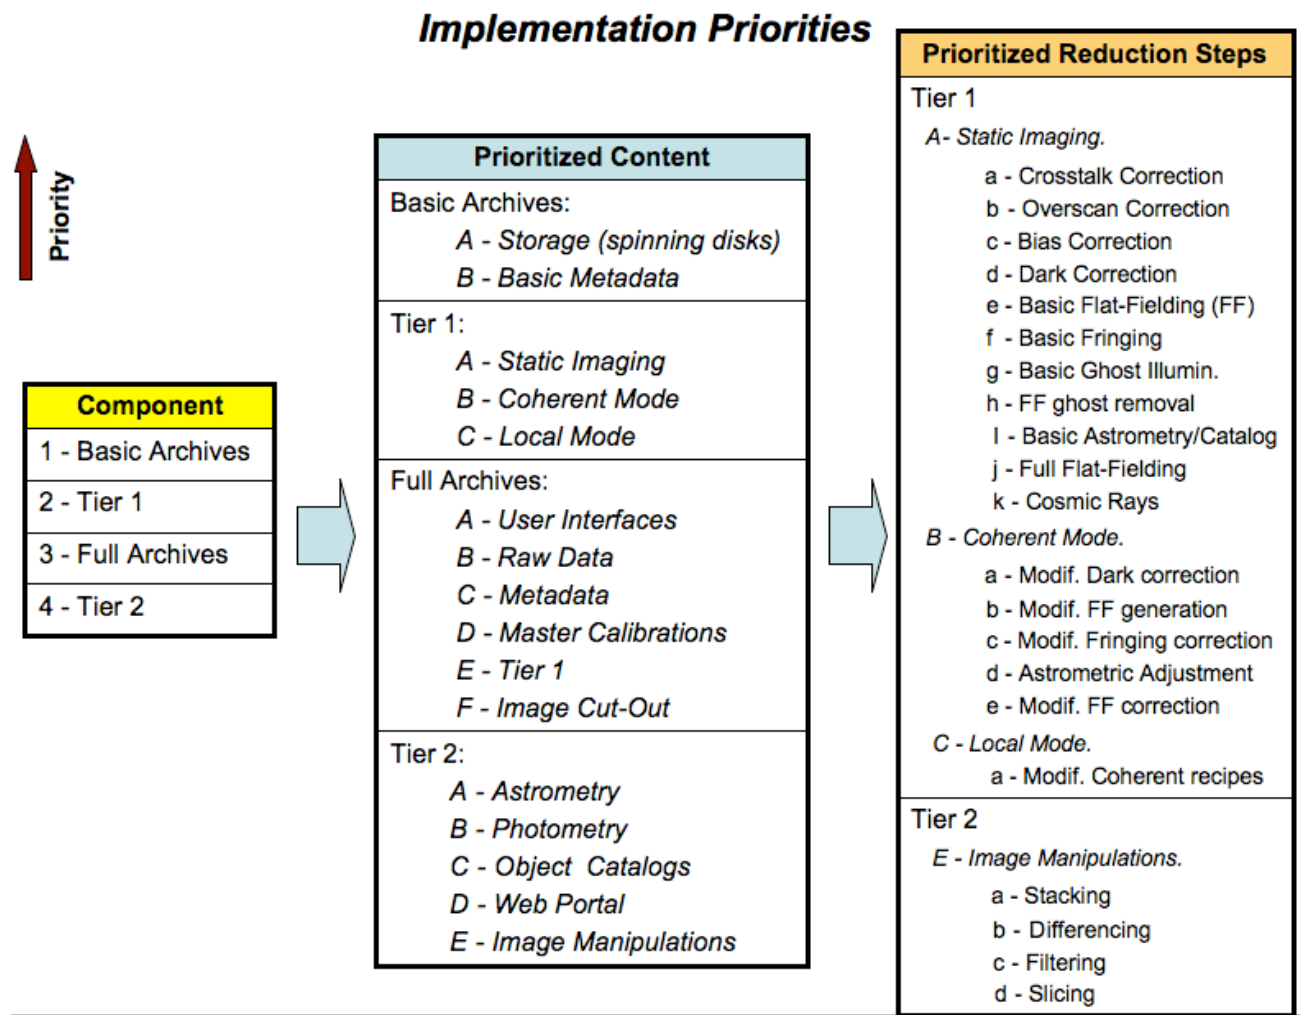 Implementation Priorities
Priority
Component
1 - Basic Archives
2 - Tier 1
3 - Full Archives
4 - Tier 2
Prioritized Content
Basic Archives:
A - Storage (spinning disks)
B - Basic Metadata
Tier 1:
A - Static Imaging
B - Coherent Mode
C - Local Mode
Full Archives:
A - User Interfaces
B - Raw Data
C - Metadata
D - Master Calibrations
E - Tier 1
F - Image Cut-Out
Tier 2:
A - Astrometry
B - Photometry
C - Object Catalogs
D - Web Portal
E - Image Manipulations
Prioritized Reduction Steps
Tier 1
A- Static Imaging.
a - Crosstalk Correction
b - Overscan Correction
c - Bias Correction
d - Dark Correction
e - Basic Flat-Fielding (FF)
f - Basic Fringing
g - Basic Ghost Illumin.
h - FF ghost removal
I - Basic Astrometry/Catalog
j - Full Flat-Fielding
k - Cosmic Rays
B - Coherent Mode.
a - Modif. Dark correction
b - Modif. FF generation
c - Modif. Fringing correction
d - Astrometric Adjustment
e - Modif. FF correction
C - Local Mode.
a - Modif. Coherent recipes
Tier 2
E - Image Manipulations.
a - Stacking
b - Differencing
c - Filtering
d - Slicing